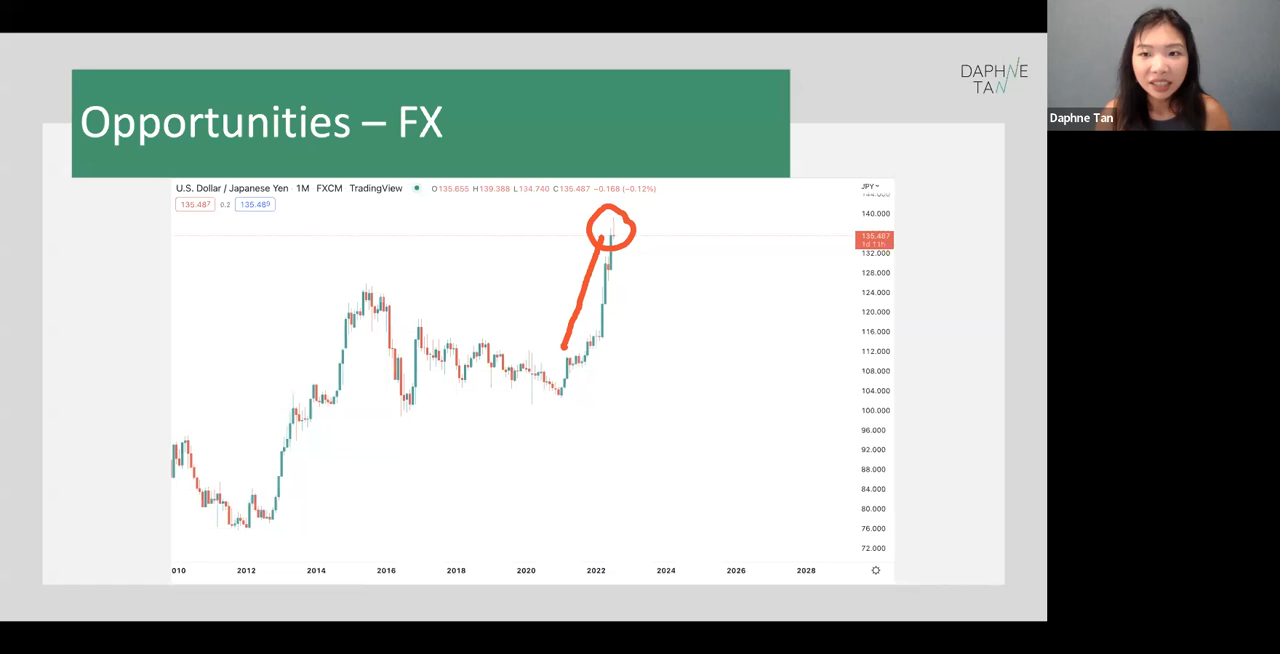 Opportunities – FX
DAPHNE
TAN
Daphne Tan
U.S. Dollar / Japanese Yen 1M FXCM TradingView O135.655 H139.388 L134.740 C135.487 −0.168 (−0.12%)
135.487 0.2 135.489
JPY
144.000
140.000
135.487
1d 11h
132.000
128.000
124.000
120.000
116.000
112.000
108.000
104.000
100.000
96.000
92.000
88.000
84.000
80.000
76.000
72.000
010 2012 2014 2016 2018 2020 2022 2024 2026 2028